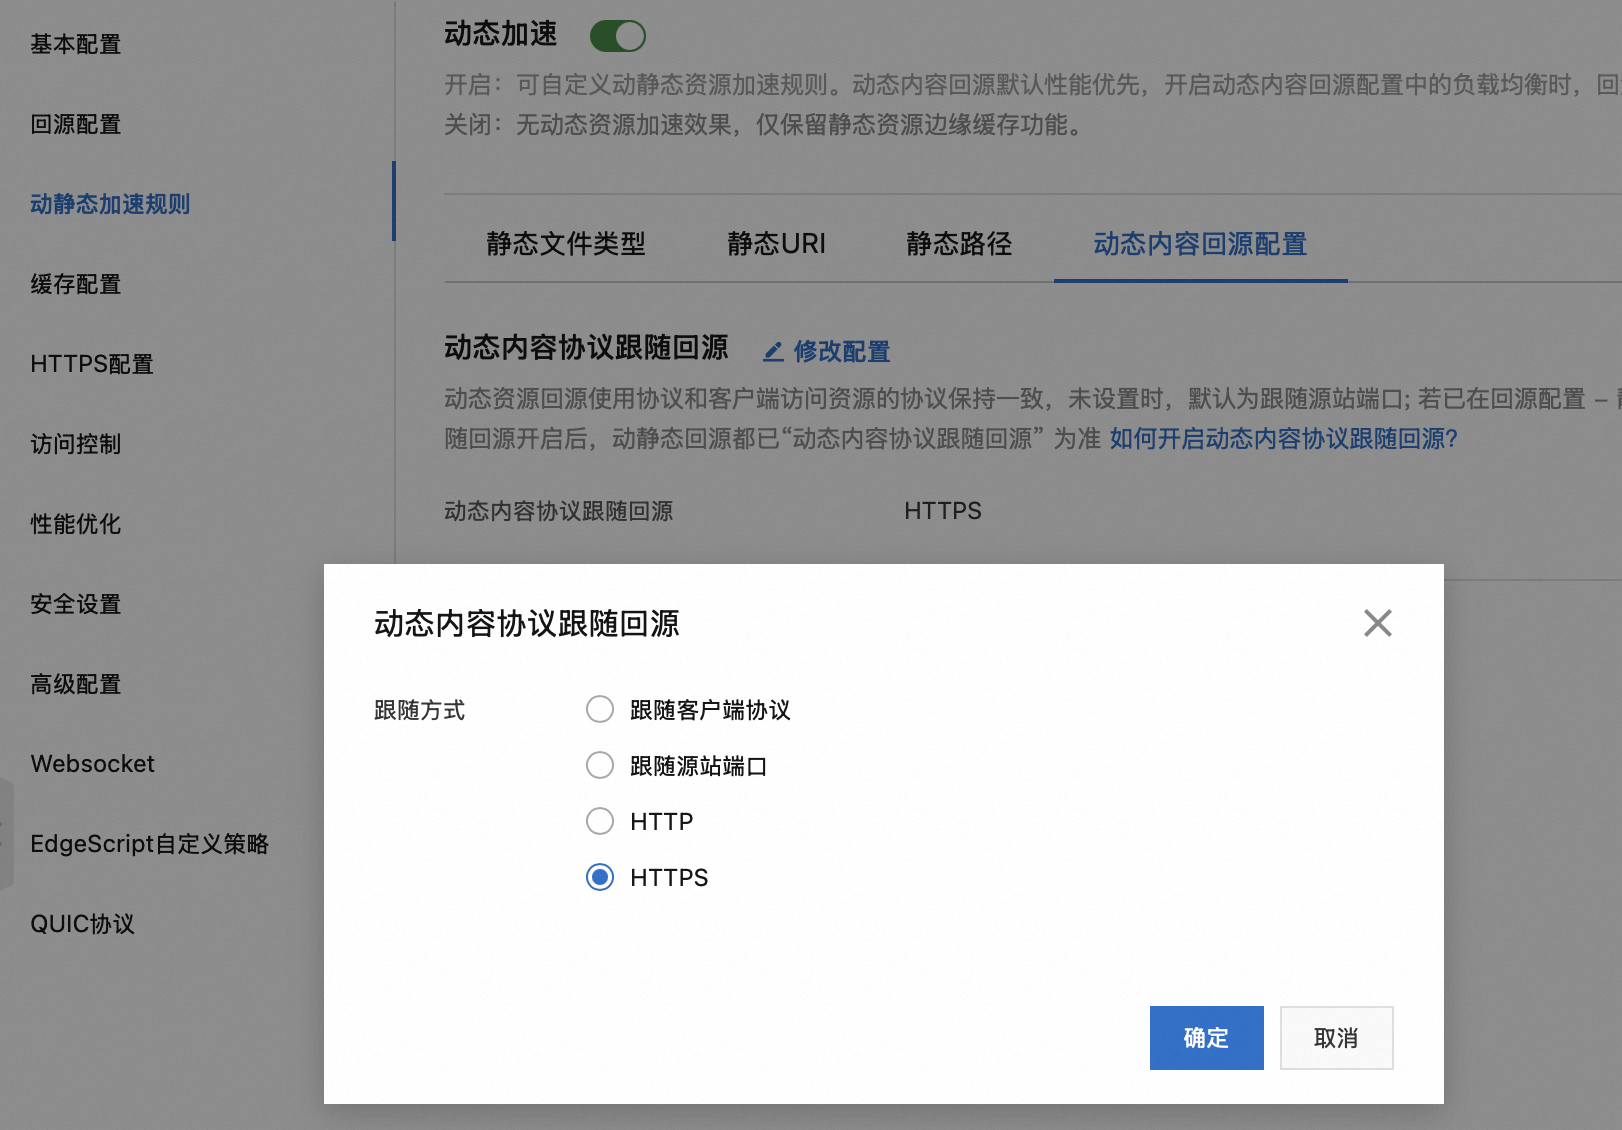 基本配置
回源配置
动静态加速规则
缓存配置
HTTPS配置
访问控制
性能优化
安全设置
高级配置
Websocket
EdgeScript自定义策略
QUIC协议
动态加速
开启：可自定义动静态资源加速规则。动态内容回源默认性能优先，开启动态内容回源配置中的负载均衡时，回
关闭：无动态资源加速效果，仅保留静态资源边缘缓存功能。
静态文件类型 静态URI 静态路径 动态内容回源配置
动态内容协议跟随回源 修改配置
动态资源回源使用协议和客户端访问资源的协议保持一致，未设置时，默认为跟随源站端口; 若已在回源配置 –
随回源开启后，动静态回源都已“动态内容协议跟随回源” 为准 如何开启动态内容协议跟随回源?
动态内容协议跟随回源 HTTPS
动态内容协议跟随回源
跟随方式
跟随客户端协议
跟随源站端口
HTTP
HTTPS
确定 取消